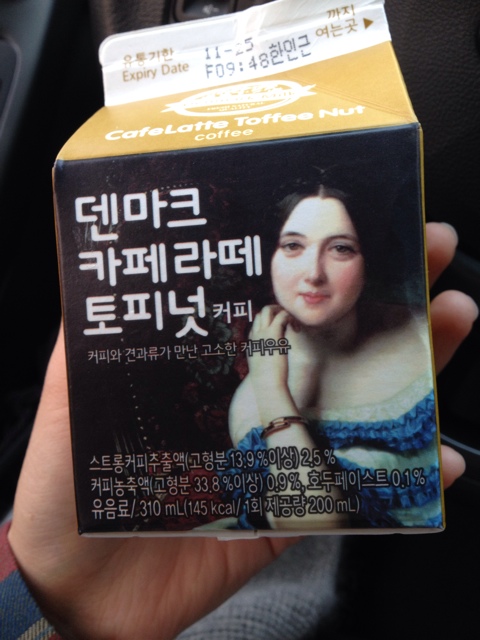 유통기한
Expiry Date
11-25 까지
F09:48한인근
여는곳▶
CafeLatte Toffee Nut
coffee
덴마크
카페라떼
토피넛 커피
커피와 견과류가 만난 고소한 커피우유
스트롱커피추출액(고형분 13.9%이상) 2.5%
커피농축액(고형분 33.8%이상) 0.9%, 호두페이스트 0.1%
유음료/310 mL(145 kcal/1회 제공량 200 mL)